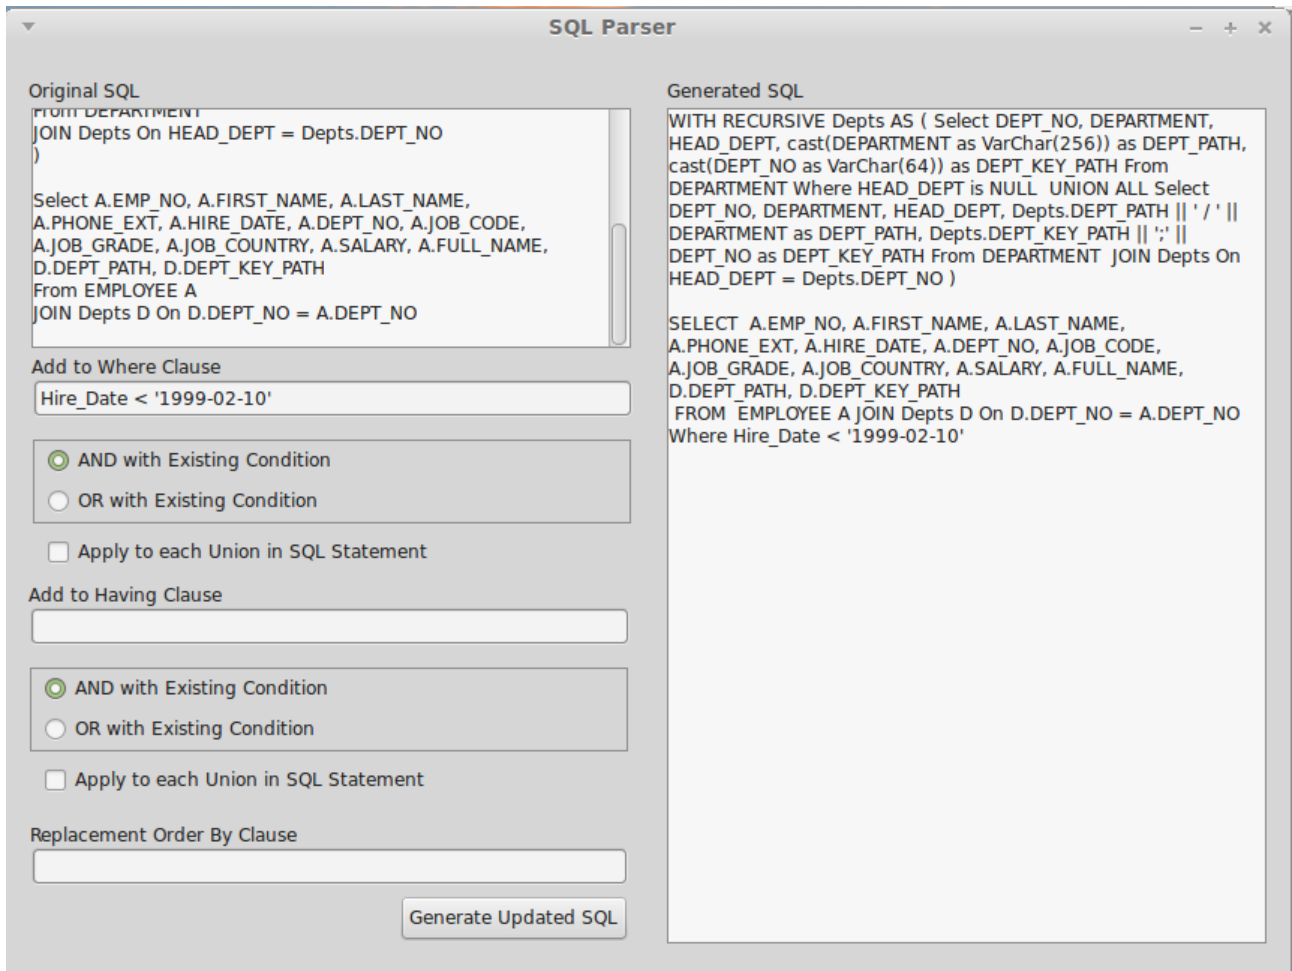 SQL Parser
Original SQL
From DEPARTMENT
JOIN Depts On HEAD_DEPT = Depts.DEPT_NO
)
Select A.EMP_NO, A.FIRST_NAME, A.LAST_NAME,
A.PHONE_EXT, A.HIRE_DATE, A.DEPT_NO, A.JOB_CODE,
A.JOB_GRADE, A.JOB_COUNTRY, A.SALARY, A.FULL_NAME,
D.DEPT_PATH, D.DEPT_KEY_PATH
From EMPLOYEE A
JOIN Depts D On D.DEPT_NO = A.DEPT_NO
Add to Where Clause
Hire_Date < '1999-02-10'
AND with Existing Condition
OR with Existing Condition
Apply to each Union in SQL Statement
Add to Having Clause
AND with Existing Condition
OR with Existing Condition
Apply to each Union in SQL Statement
Replacement Order By Clause
Generate Updated SQL
Generated SQL
WITH RECURSIVE Depts AS ( Select DEPT_NO, DEPARTMENT,
HEAD_DEPT, cast(DEPARTMENT as VarChar(256)) as DEPT_PATH,
cast(DEPT_NO as VarChar(64)) as DEPT_KEY_PATH From
DEPARTMENT Where HEAD_DEPT is NULL  UNION ALL Select
DEPT_NO, DEPARTMENT, HEAD_DEPT, Depts.DEPT_PATH || ' / ' ||
DEPARTMENT as DEPT_PATH, Depts.DEPT_KEY_PATH || ';' ||
DEPT_NO as DEPT_KEY_PATH From DEPARTMENT  JOIN Depts On
HEAD_DEPT = Depts.DEPT_NO )
SELECT  A.EMP_NO, A.FIRST_NAME, A.LAST_NAME,
A.PHONE_EXT, A.HIRE_DATE, A.DEPT_NO, A.JOB_CODE,
A.JOB_GRADE, A.JOB_COUNTRY, A.SALARY, A.FULL_NAME,
D.DEPT_PATH, D.DEPT_KEY_PATH
FROM  EMPLOYEE A JOIN Depts D On D.DEPT_NO = A.DEPT_NO
Where Hire_Date < '1999-02-10'